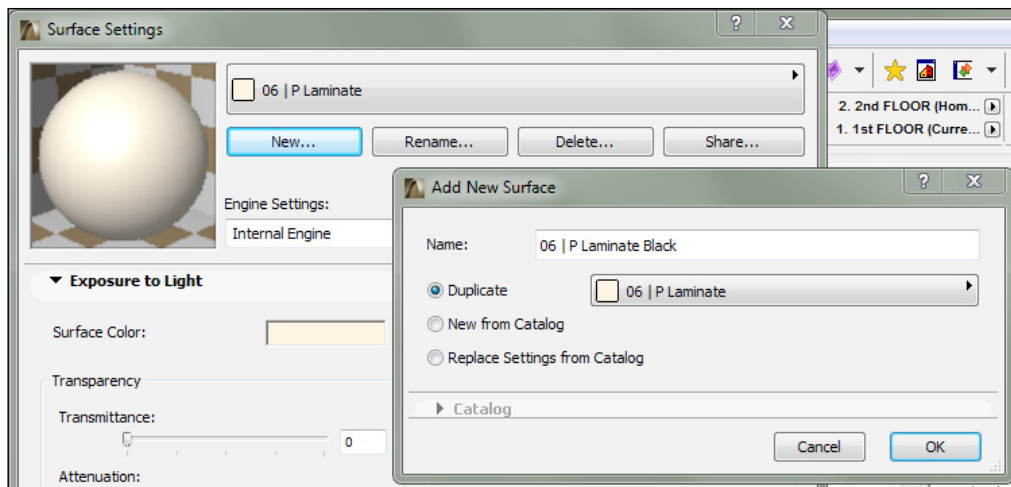 Surface Settings
?
X
06 | P Laminate
New...
Rename...
Delete...
Share...
2. 2nd FLOOR (Hom...
1. 1st FLOOR (Curre...
Engine Settings:
Internal Engine
Exposure to Light
Surface Color:
Transparency
Transmittance:
0
Attenuation:
Add New Surface
?
X
Name:
06 | P Laminate Black
Duplicate
06 | P Laminate
New from Catalog
Replace Settings from Catalog
Catalog
Cancel
OK